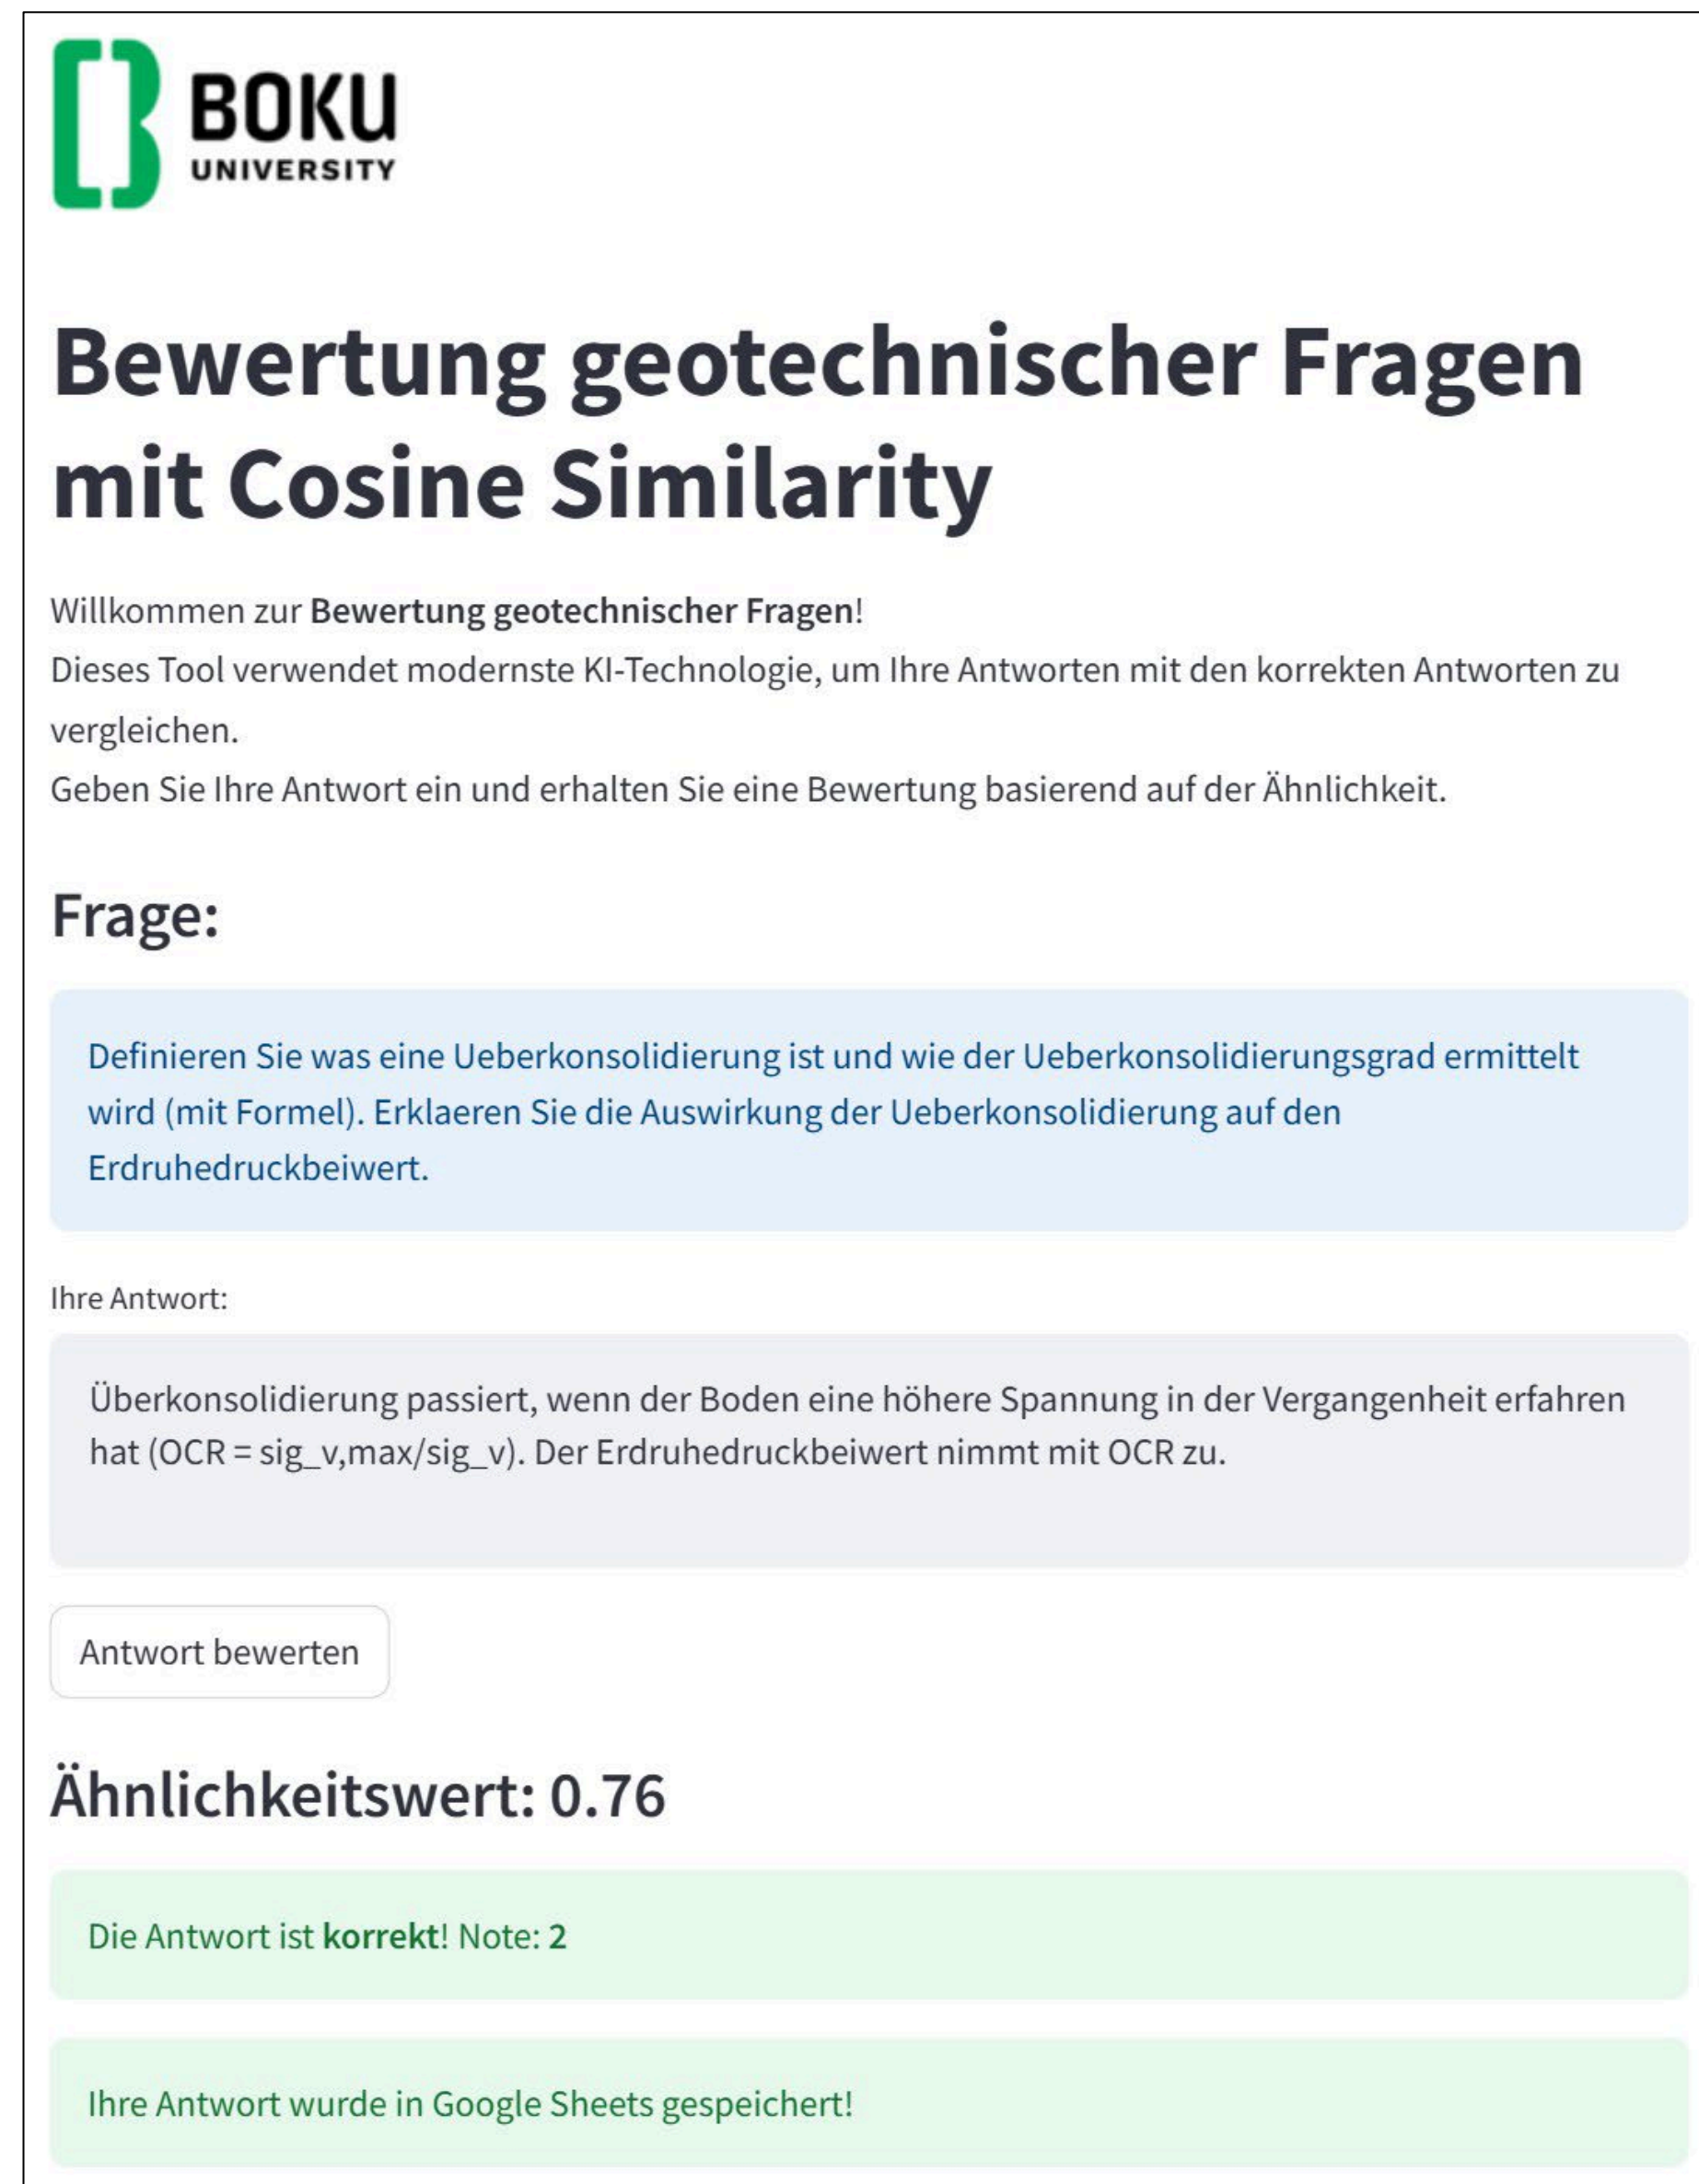 BOKU
UNIVERSITY
Bewertung geotechnischer Fragen
mit Cosine Similarity
Willkommen zur Bewertung geotechnischer Fragen!
Dieses Tool verwendet modernste KI-Technologie, um Ihre Antworten mit den korrekten Antworten zu
vergleichen.
Geben Sie Ihre Antwort ein und erhalten Sie eine Bewertung basierend auf der Ähnlichkeit.
Frage:
Definieren Sie was eine Ueberkonsolidierung ist und wie der Ueberkonsolidierungsgrad ermittelt
wird (mit Formel). Erklaeren Sie die Auswirkung der Ueberkonsolidierung auf den
Erdruhedruckbeiwert.
Ihre Antwort:
Überkonsolidierung passiert, wenn der Boden eine höhere Spannung in der Vergangenheit erfahren
hat (OCR = sig_v,max/sig_v). Der Erdruhedruckbeiwert nimmt mit OCR zu.
Antwort bewerten
Ähnlichkeitswert: 0.76
Die Antwort ist korrekt! Note: 2
Ihre Antwort wurde in Google Sheets gespeichert!